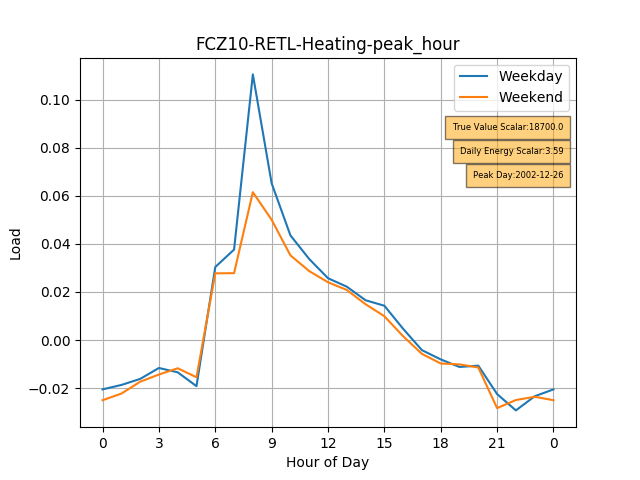 FCZ10-RETL-Heating-peak_hour
Weekday
Weekend
True Value Scalar:18700.0
Daily Energy Scalar:3.59
Peak Day:2002-12-26
Load
0.10
0.08
0.06
0.04
0.02
0.00
−0.02
0 3 6 9 12 15 18 21 0
Hour of Day